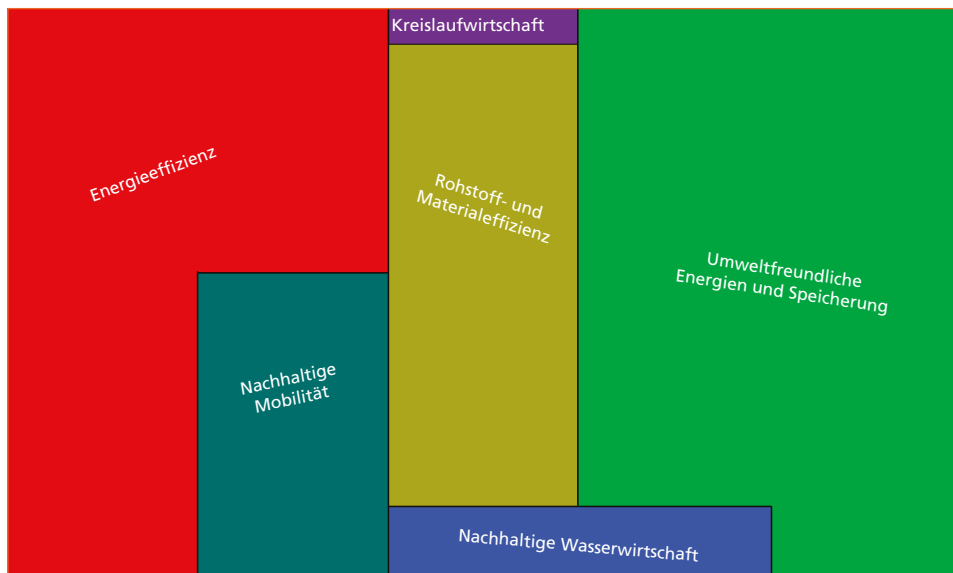 Kreislaufwirtschaft
Energieeffizienz
Rohstoff- und
Materialeffizienz
Umweltfreundliche
Energien und Speicherung
Nachhaltige
Mobilität
Nachhaltige Wasserwirtschaft